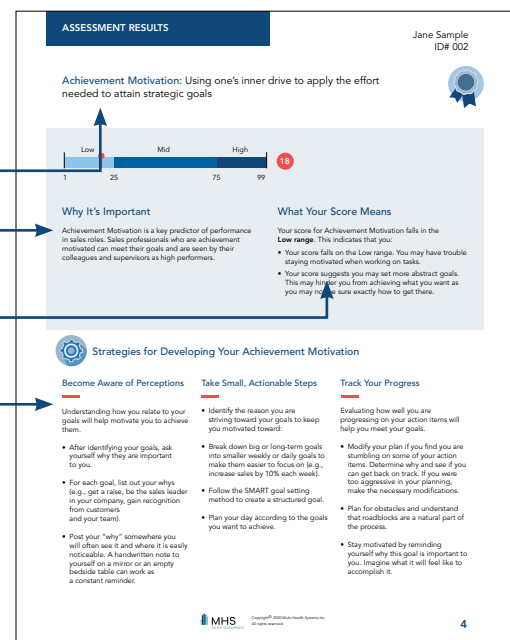 ASSESSMENT RESULTS
Jane Sample
ID# 002
Achievement Motivation: Using one's inner drive to apply the effort
needed to attain strategic goals
Low Mid High
18
1 25 75 99
Why It's Important
Achievement Motivation is a key predictor of performance
in sales roles. Sales professionals who are achievement
motivated can meet their goals and are seen by their
colleagues and supervisors as high performers.
What Your Score Means
Your score for Achievement Motivation falls in the
Low range. This indicates that you:
• Your score falls on the Low range. You may have trouble
staying motivated when working on tasks.
• Your score suggests you may set more abstract goals.
This may hinder you from achieving what you want as
you may not be sure exactly how to get there.
Strategies for Developing Your Achievement Motivation
Become Aware of Perceptions
Understanding how you relate to your
goals will help motivate you to achieve
them.
• After identifying your goals, ask
yourself why they are important
to you.
• For each goal, list out your whys
(e.g., get a raise, be the sales leader
in your company, gain recognition
from customers
and your team).
• Post your "why" somewhere you
will often see it and where it is easily
noticeable. A handwritten note to
yourself on a mirror or an empty
bedside table can work as
a constant reminder.
Take Small, Actionable Steps
• Identify the reason you are
striving toward your goals to keep
you motivated toward:
• Break down big or long-term goals
into smaller weekly or daily goals to
make them easier to focus on (e.g.,
increase sales by 10% each week).
• Follow the SMART goal setting
method to create a structured goal.
• Plan your day according to the goals
you want to achieve.
Track Your Progress
Evaluating how well you are
progressing on your action items will
help you meet your goals.
• Modify your plan if you find you are
stumbling on some of your action
items. Determine why and see if you
can get back on track. If you were
too aggressive in your planning,
make the necessary modifications.
• Plan for obstacles and understand
that roadblocks are a natural part of
the process.
• Stay motivated by reminding
yourself why this goal is important to
you. Imagine what it will feel like to
accomplish it.
MHS
Copyright© 2020 Multi-Health Systems Inc.
All rights reserved.
4